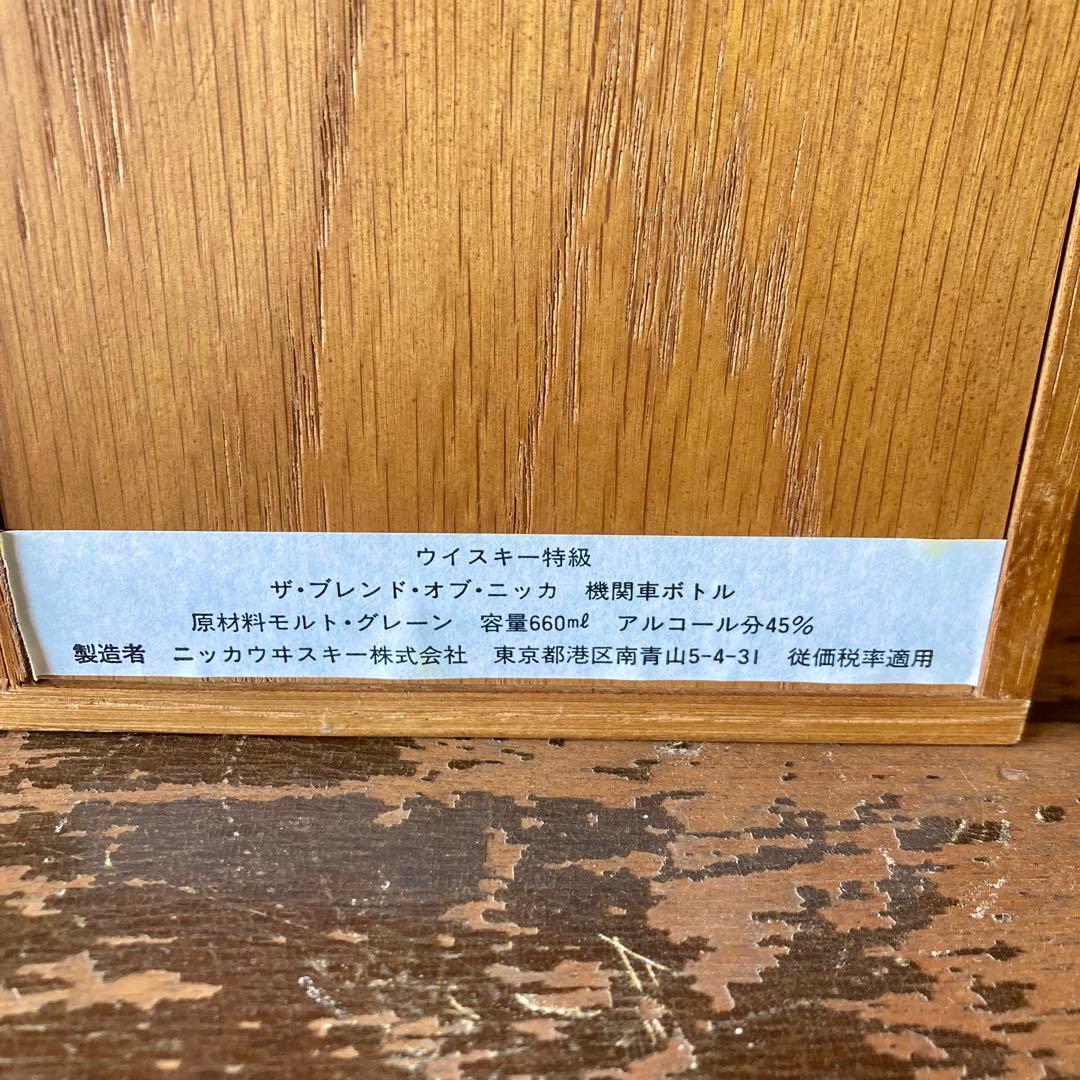 ウイスキー特級
ザ・ブレンド・オブ・ニッカ 機関車ボトル
原材料モルト・グレーン 容量660㎖ アルコール分45%
製造者 ニッカウヰスキー株式会社 東京都港区南青山5-4-31 従価税率適用